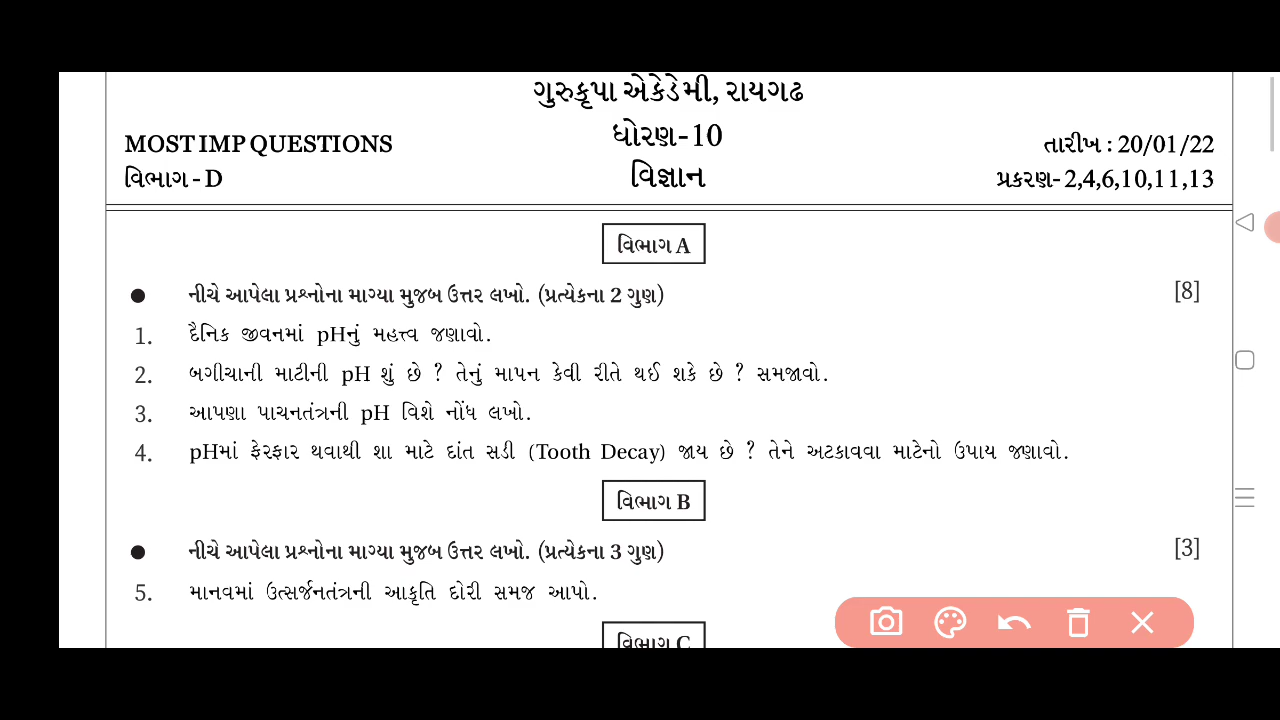 ગુરુકૃપા એકેડેમી, રાયગઢ
MOST IMP QUESTIONS ધોરણ-10 તારીખ : 20/01/22
વિભાગ - D વિજ્ઞાન પ્રકરણ- 2,4,6,10,11,13
વિભાગ A
● નીચે આપેલા પ્રશ્નોના માગ્યા મુજબ ઉત્તર લખો. (પ્રત્યેકના 2 ગુણ) [8]
1. દૈનિક જીવનમાં pHનું મહત્ત્વ જણાવો.
2. બગીચાની માટીની pH શું છે ? તેનું માપન કેવી રીતે થઈ શકે છે ? સમજાવો.
3. આપણા પાચનતંત્રની pH વિશે નોંધ લખો.
4. pHમાં ફેરફાર થવાથી શા માટે દાંત સડી (Tooth Decay) જાય છે ? તેને અટકાવવા માટેનો ઉપાય જણાવો.
વિભાગ B
● નીચે આપેલા પ્રશ્નોના માગ્યા મુજબ ઉત્તર લખો. (પ્રત્યેકના 3 ગુણ) [3]
5. માનવમાં ઉત્સર્જનતંત્રની આકૃતિ દોરી સમજ આપો.
વિભાગ C